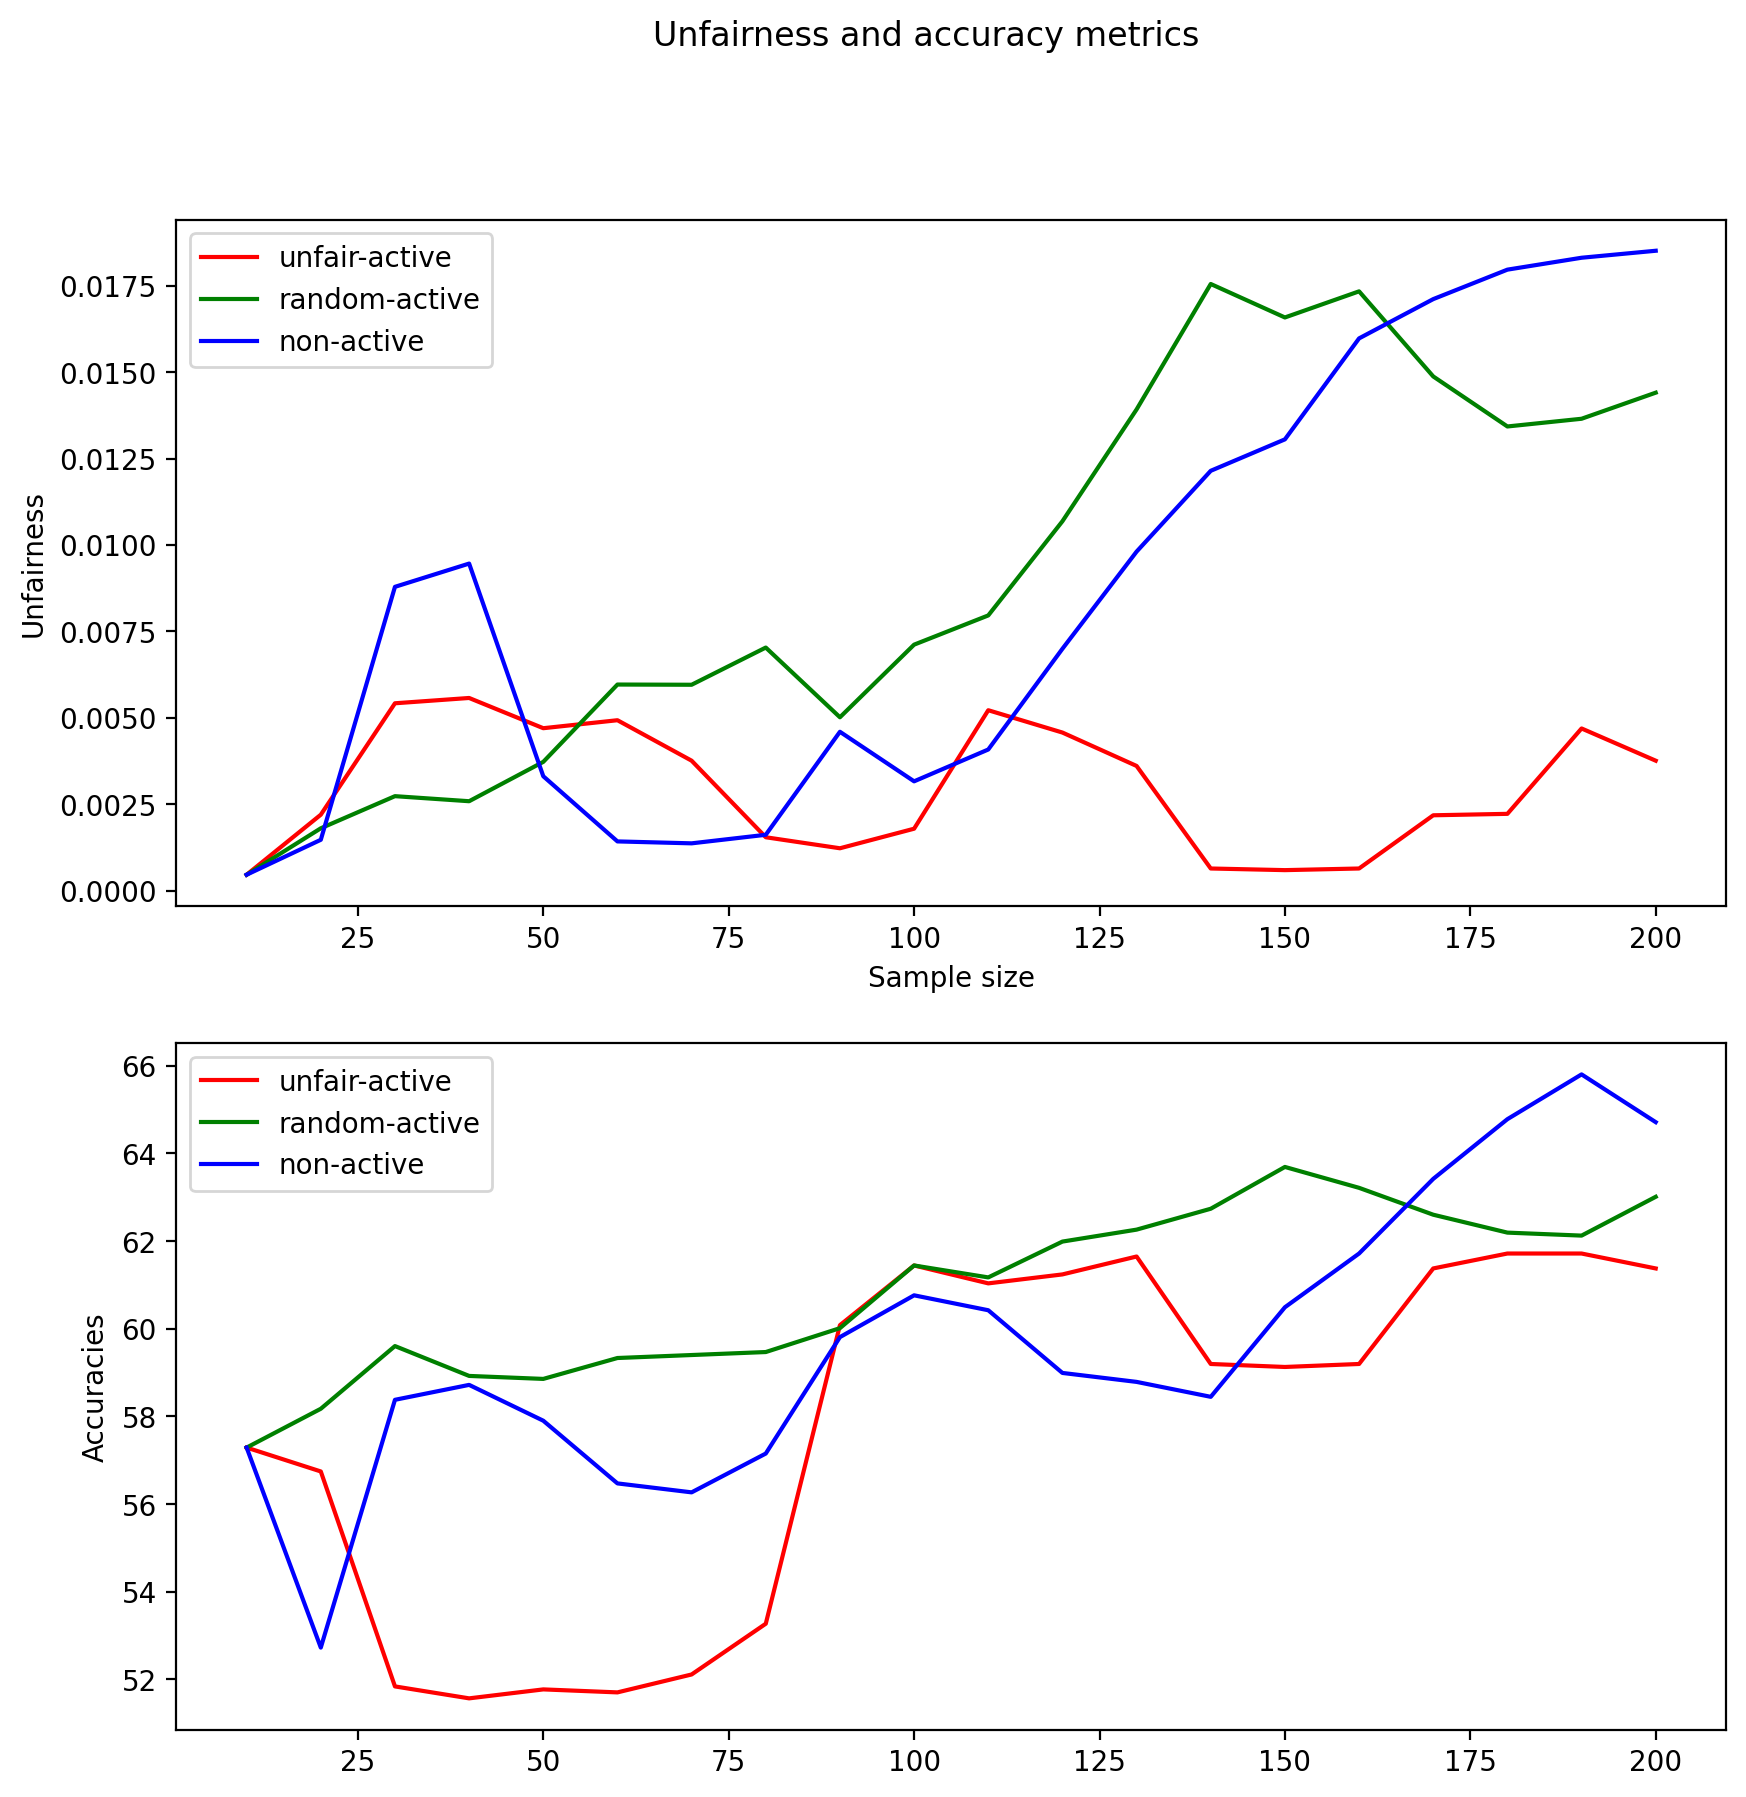 Unfairness and accuracy metrics
unfair-active
random-active
non-active
0.0175
0.0150
0.0125
0.0100
0.0075
0.0050
0.0025
0.0000
Unfairness
25 50 75 100 125 150 175 200
Sample size
unfair-active
random-active
non-active
66
64
62
60
58
56
54
52
Accuracies
25 50 75 100 125 150 175 200